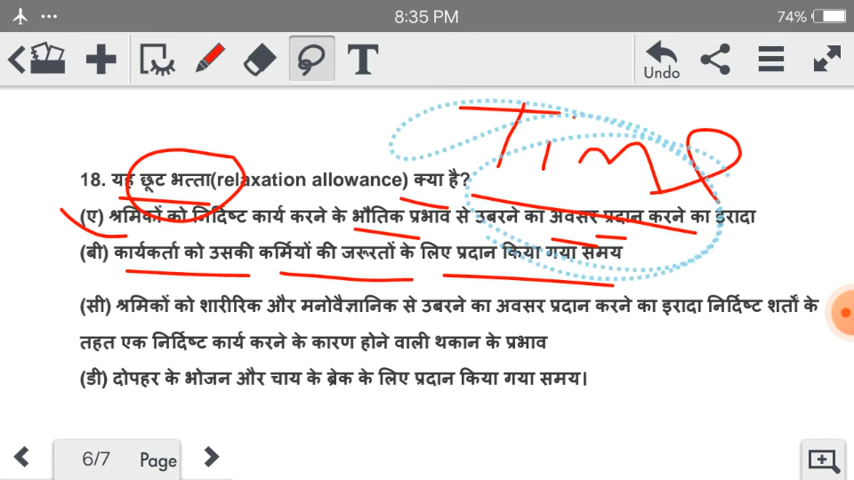 8:35 PM
74%
T
Undo
TimP
18. यह छूट भत्ता(relaxation allowance) क्या है?
(ए) श्रमिकों को निर्दिष्ट कार्य करने के भौतिक प्रभाव से उबरने का अवसर प्रदान करने का इरादा
(बी) कार्यकर्ता को उसकी कर्मियों की जरूरतों के लिए प्रदान किया गया समय
(सी) श्रमिकों को शारीरिक और मनोवैज्ञानिक से उबरने का अवसर प्रदान करने का इरादा निर्दिष्ट शर्तों के
तहत एक निर्दिष्ट कार्य करने के कारण होने वाली थकान के प्रभाव
(डी) दोपहर के भोजन और चाय के ब्रेक के लिए प्रदान किया गया समय।
6/7 Page